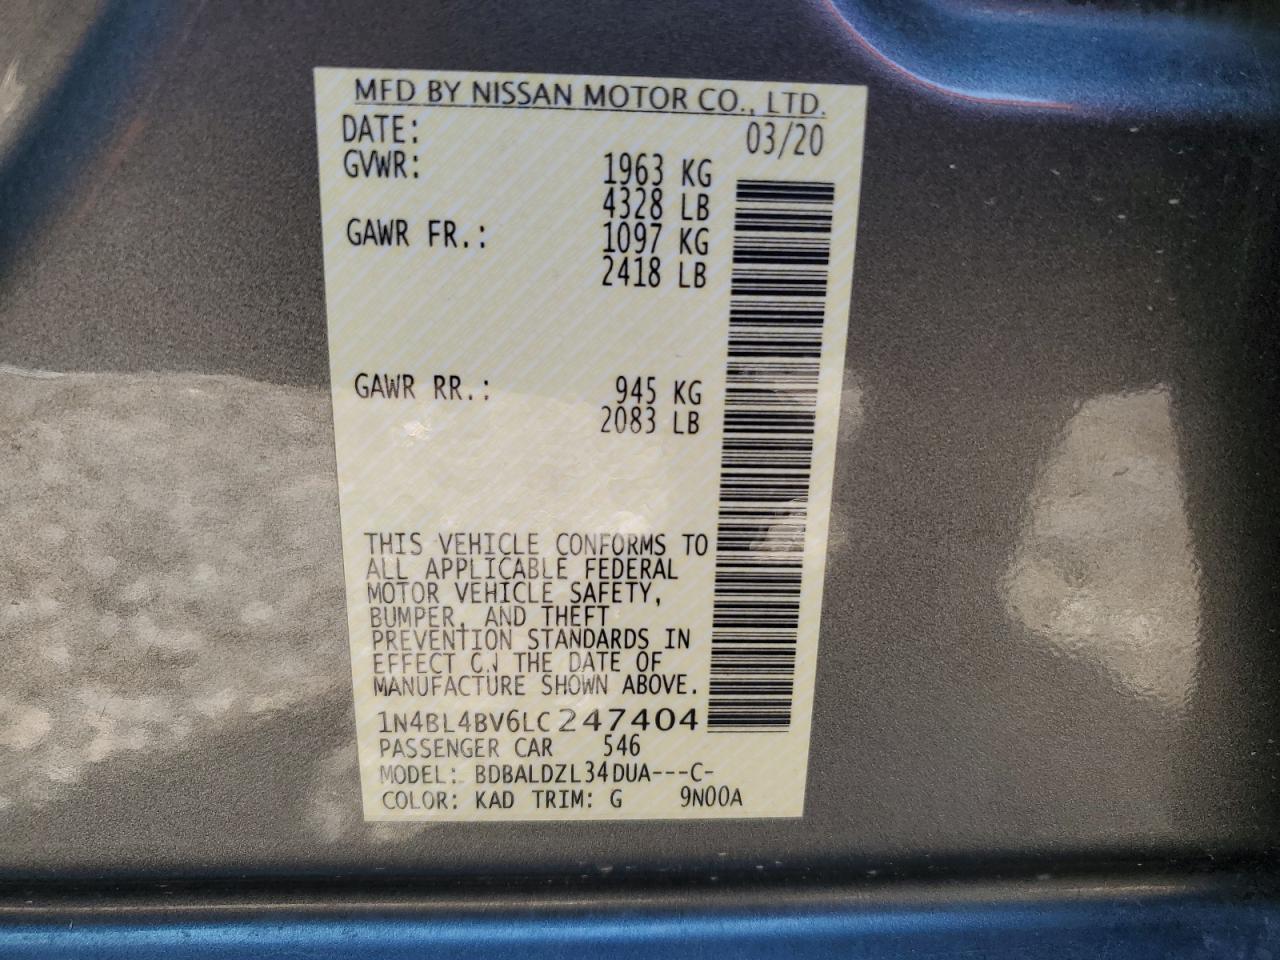 MFD BY NISSAN MOTOR CO., LTD.
DATE: 03/20
GVWR: 1963 KG
4328 LB
GAWR FR.: 1097 KG
2418 LB
GAWR RR.: 945 KG
2083 LB
THIS VEHICLE CONFORMS TO
ALL APPLICABLE FEDERAL
MOTOR VEHICLE SAFETY,
BUMPER, AND THEFT
PREVENTION STANDARDS IN
EFFECT ON THE DATE OF
MANUFACTURE SHOWN ABOVE.
1N4BL4BV6LC247404
PASSENGER CAR 546
MODEL: BDBALDZL34DUA---C-
COLOR: KAD TRIM: G 9N00A